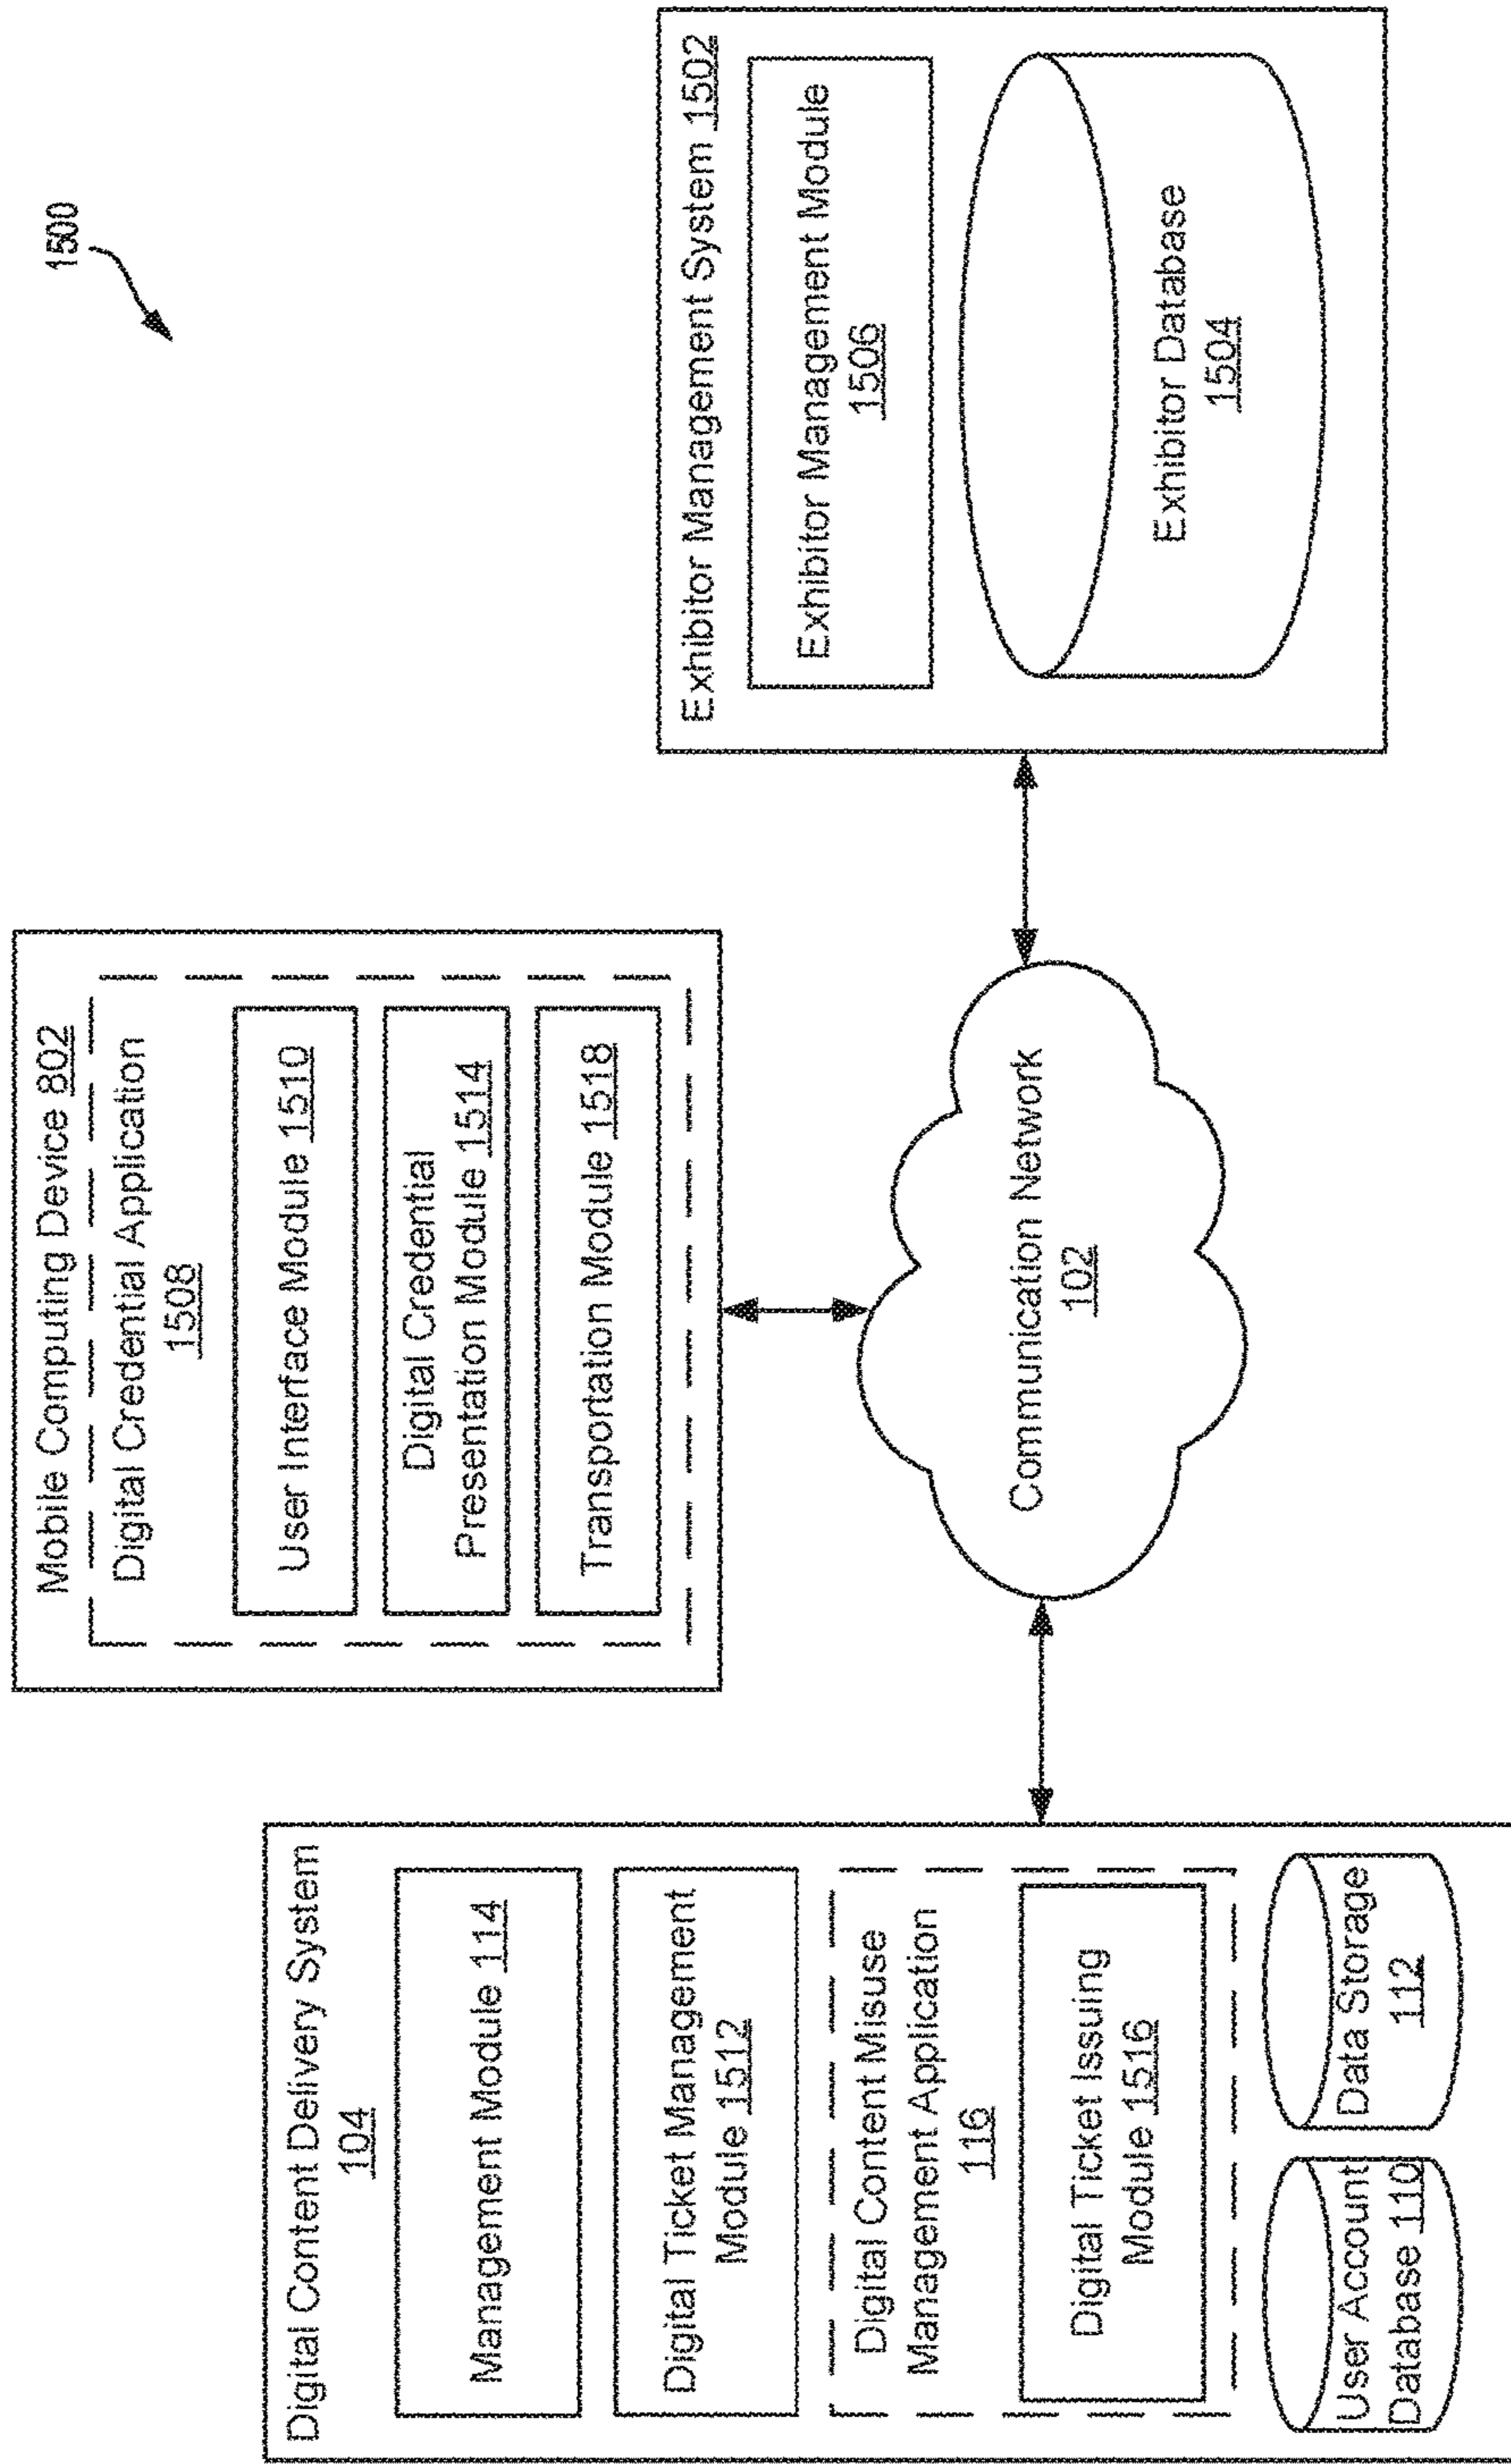 1500
Mobile Computing Device 802
Digital Credential Application
1508
User Interface Module 1510
Digital Credential
Presentation Module 1514
Transportation Module 1518
Digital Content Delivery System
104
Management Module 114
Digital Ticket Management
Module 1512
Digital Content Misuse
Management Application
116
Digital Ticket Issuing
Module 1516
User Account
Database 110
Data Storage
112
Communication Network
102
Exhibitor Management System 1502
Exhibitor Management Module
1506
Exhibitor Database
1504